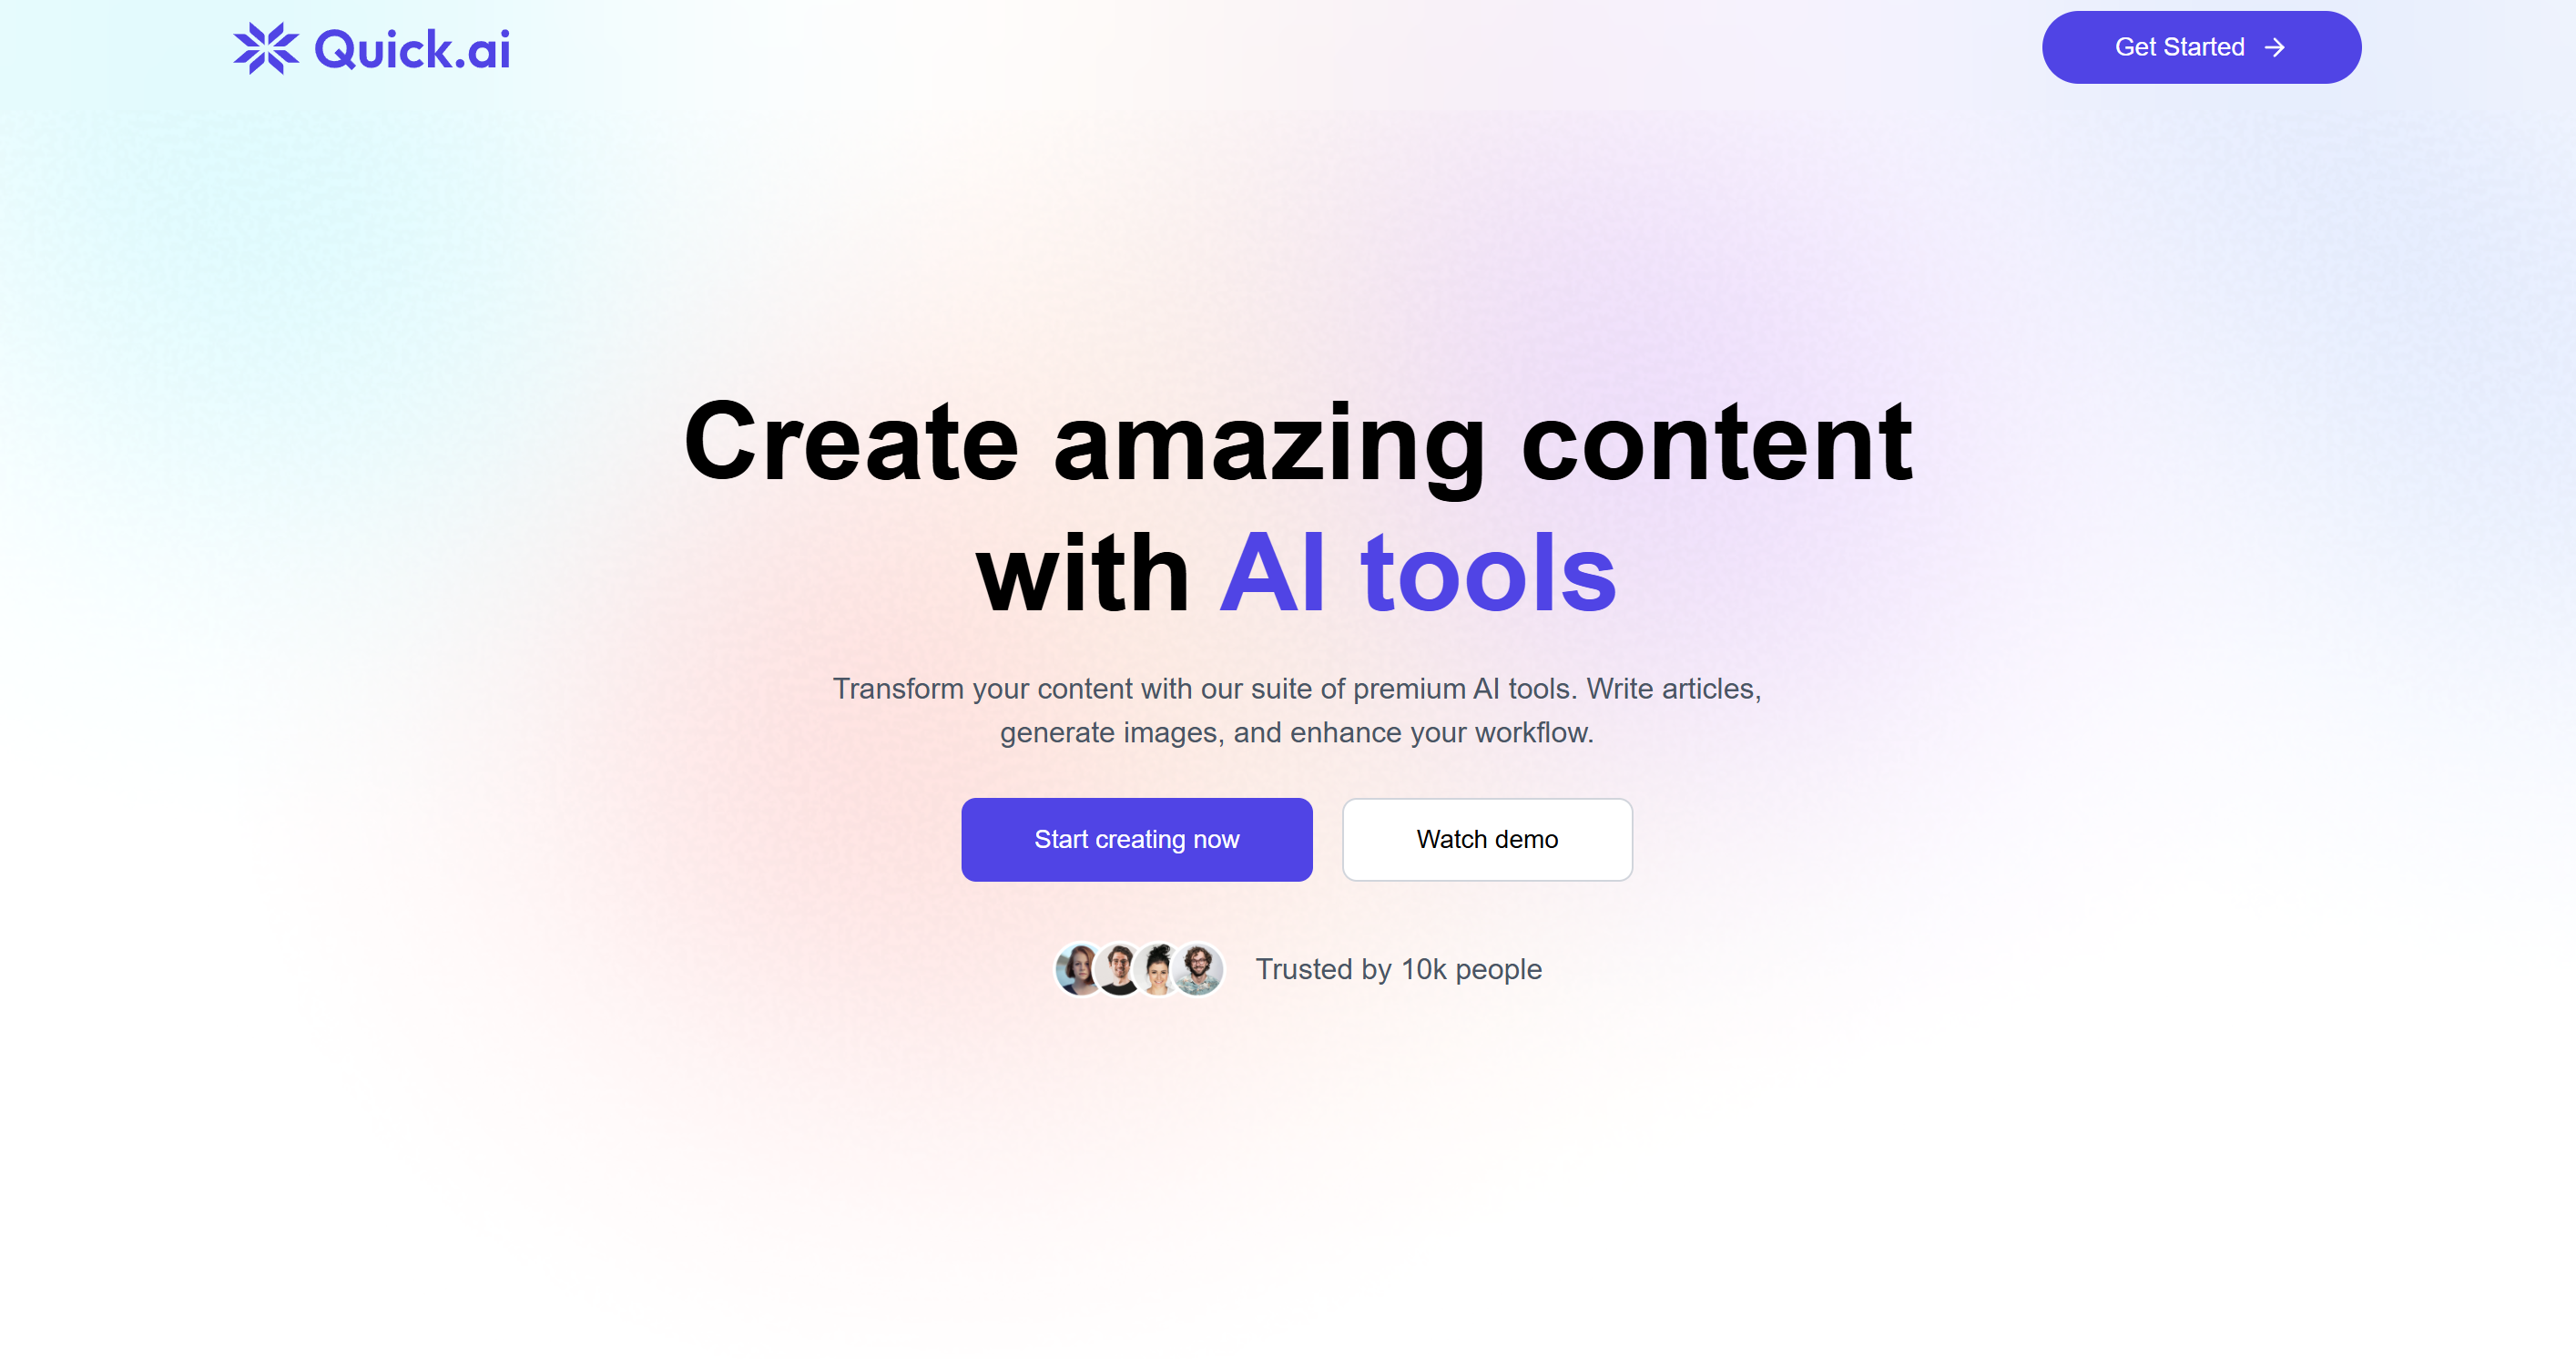 Quick.ai
Get Started
Create amazing content
with AI tools
Transform your content with our suite of premium AI tools. Write articles,
generate images, and enhance your workflow.
Start creating now
Watch demo
Trusted by 10k people